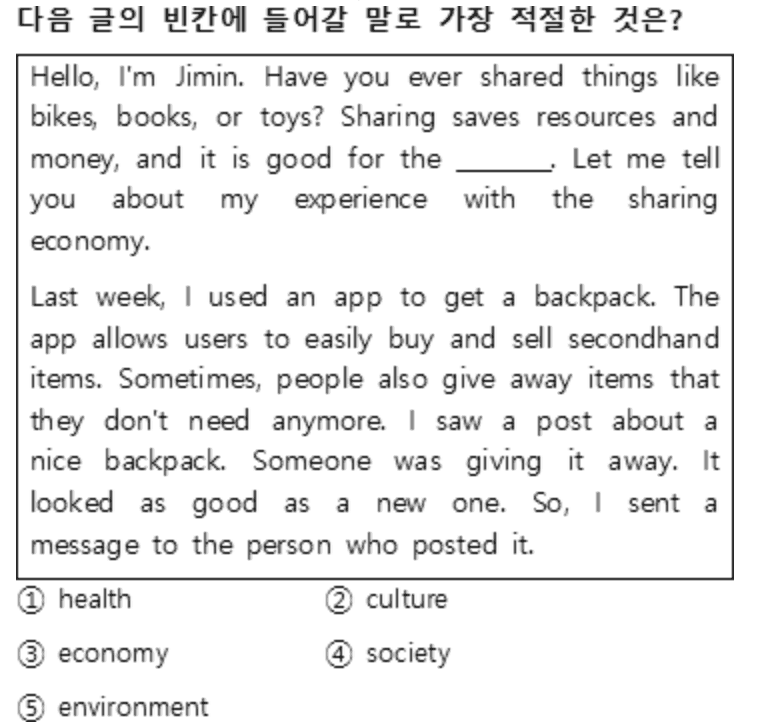 다음 글의 빈칸에 들어갈 말로 가장 적절한 것은?
Hello, I'm Jimin. Have you ever shared things like
bikes, books, or toys? Sharing saves resources and
money, and it is good for the ______. Let me tell
you about my experience with the sharing
economy.
Last week, I used an app to get a backpack. The
app allows users to easily buy and sell secondhand
items. Sometimes, people also give away items that
they don't need anymore. I saw a post about a
nice backpack. Someone was giving it away. It
looked as good as a new one. So, I sent a
message to the person who posted it.
① health ② culture
③ economy ④ society
⑤ environment